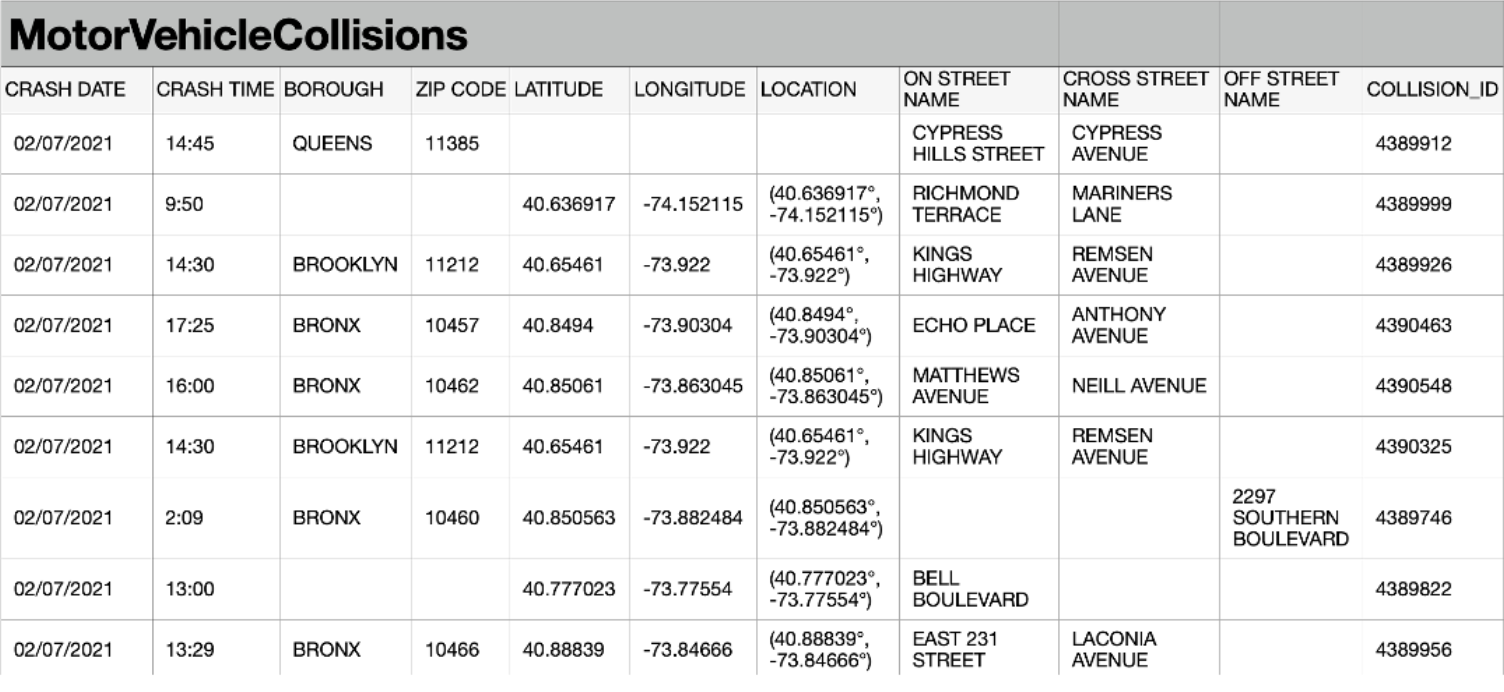 MotorVehicleCollisions
CRASH DATE CRASH TIME BOROUGH ZIP CODE LATITUDE LONGITUDE LOCATION ON STREET NAME CROSS STREET NAME OFF STREET NAME COLLISION_ID
02/07/2021 14:45 QUEENS 11385 CYPRESS HILLS STREET CYPRESS AVENUE 4389912
02/07/2021 9:50 40.636917 -74.152115 (40.636917°, -74.152115°) RICHMOND TERRACE MARINERS LANE 4389999
02/07/2021 14:30 BROOKLYN 11212 40.65461 -73.922 (40.65461°, -73.922°) KINGS HIGHWAY REMSEN AVENUE 4389926
02/07/2021 17:25 BRONX 10457 40.8494 -73.90304 (40.8494°, -73.90304°) ECHO PLACE ANTHONY AVENUE 4390463
02/07/2021 16:00 BRONX 10462 40.85061 -73.863045 (40.85061°, -73.863045°) MATTHEWS AVENUE NEILL AVENUE 4390548
02/07/2021 14:30 BROOKLYN 11212 40.65461 -73.922 (40.65461°, -73.922°) KINGS HIGHWAY REMSEN AVENUE 4390325
02/07/2021 2:09 BRONX 10460 40.850563 -73.882484 (40.850563°, -73.882484°) 2297 SOUTHERN BOULEVARD 4389746
02/07/2021 13:00 40.777023 -73.77554 (40.777023°, -73.77554°) BELL BOULEVARD 4389822
02/07/2021 13:29 BRONX 10466 40.88839 -73.84666 (40.88839°, -73.84666°) EAST 231 STREET LACONIA AVENUE 4389956